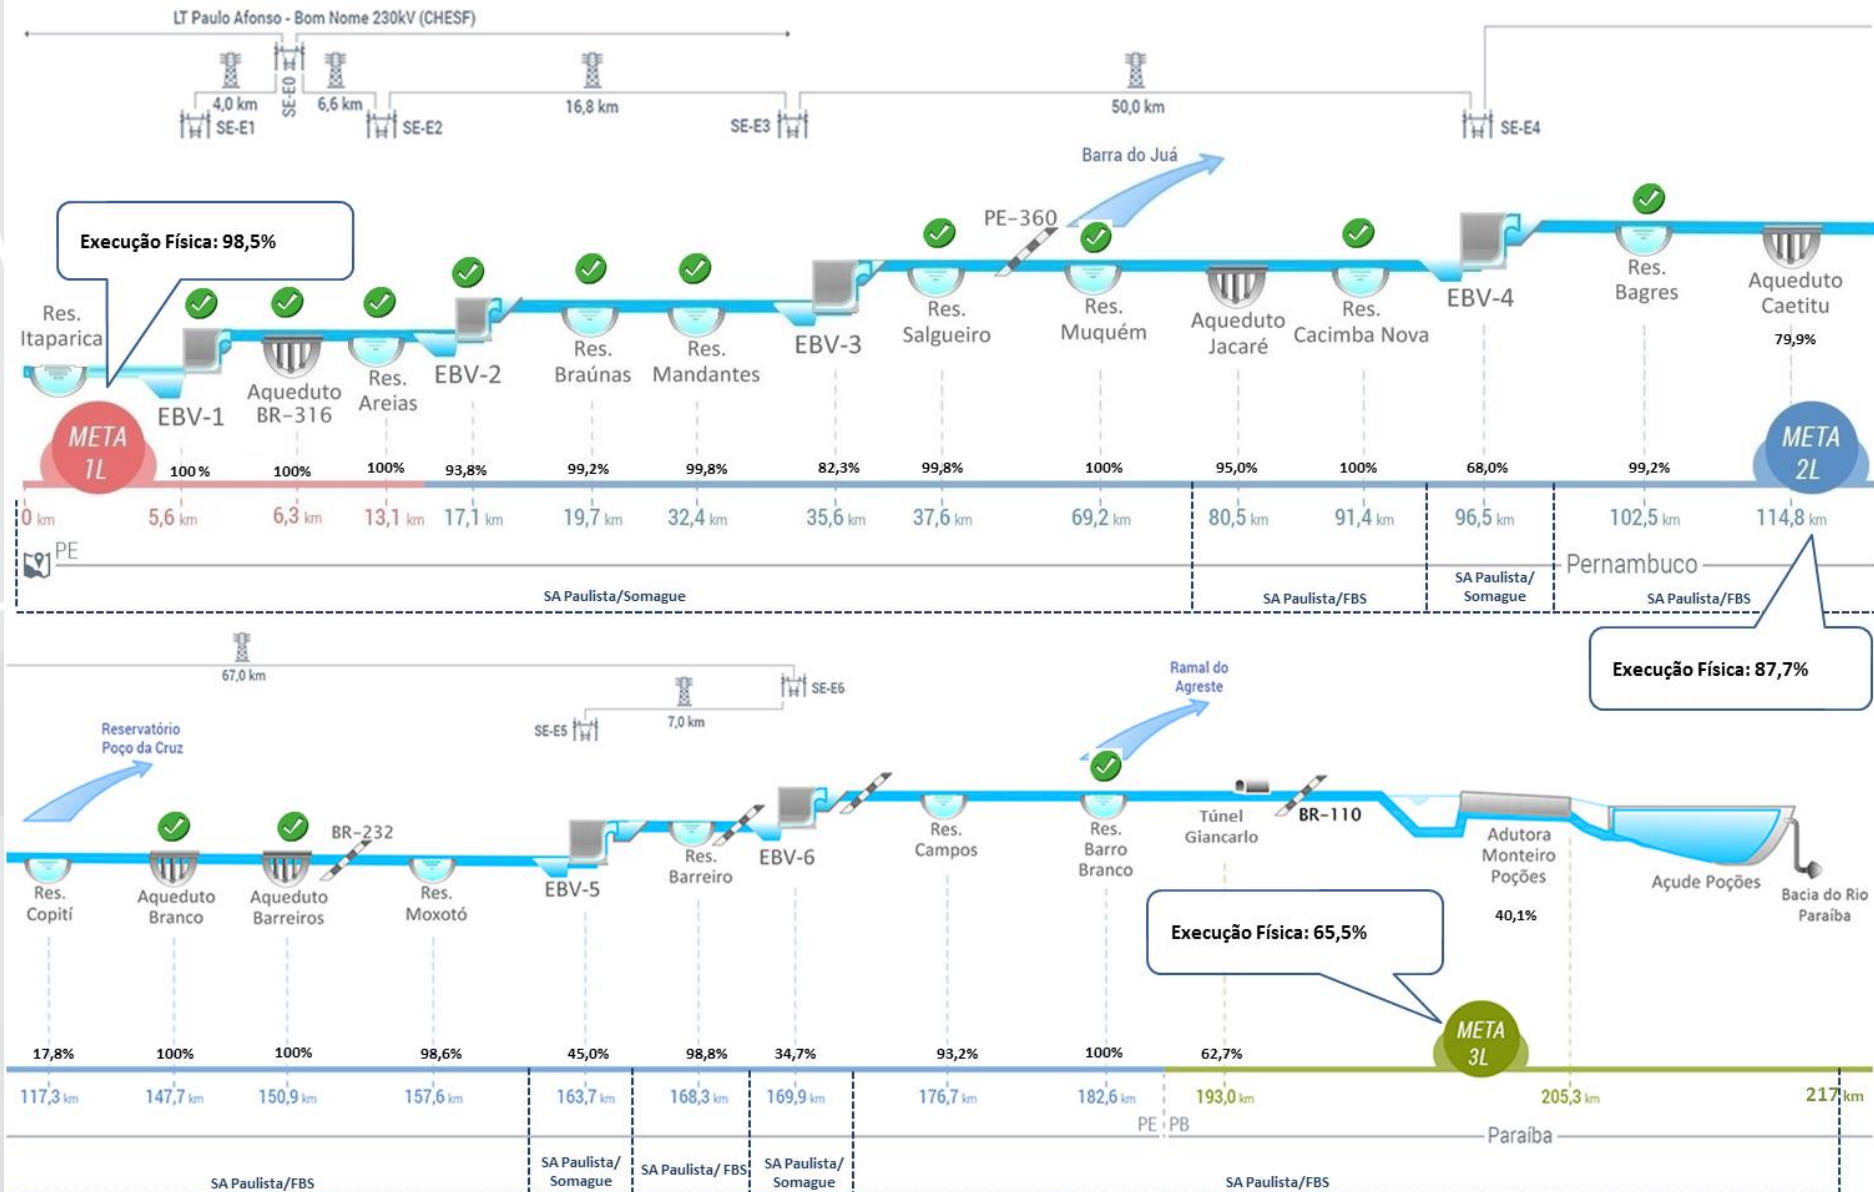 LT Paulo Afonso - Bom Nome 230kV (CHESF)
4,0 km
SE-E0
6,6 km
16,8 km
50,0 km
SE-E1
SE-E2
SE-E3
SE-E4
Barra do Juá
PE-360
Execução Física: 98,5%
Res.
Itaparica
EBV-1
Aqueduto
BR-316
Res.
Areias
EBV-2
Res.
Braúnas
Res.
Mandantes
EBV-3
Res.
Salgueiro
Res.
Muquém
Aqueduto
Jacaré
Res.
Cacimba Nova
EBV-4
Res.
Bagres
Aqueduto
Caetitu
79,9%
META
1L
META
2L
100 %
100%
100%
93,8%
99,2%
99,8%
82,3%
99,8%
100%
95,0%
100%
68,0%
99,2%
0 km
5,6 km
6,3 km
13,1 km
17,1 km
19,7 km
32,4 km
35,6 km
37,6 km
69,2 km
80,5 km
91,4 km
96,5 km
102,5 km
114,8 km
PE
Pernambuco
SA Paulista/Somague
SA Paulista/FBS
SA Paulista/
Somague
SA Paulista/FBS
Execução Física: 87,7%
67,0 km
SE-E6
7,0 km
SE-E5
Ramal do
Agreste
Reservatório
Poço da Cruz
BR-232
BR-110
Res.
Copití
Aqueduto
Branco
Aqueduto
Barreiros
Res.
Moxotó
EBV-5
Res.
Barreiro
EBV-6
Res.
Campos
Res.
Barro
Branco
Túnel
Giancarlo
Adutora
Monteiro
Poções
40,1%
Açude Poções
Bacia do Rio
Paraíba
Execução Física: 65,5%
META
3L
17,8%
100%
100%
98,6%
45,0%
98,8%
34,7%
93,2%
100%
62,7%
117,3 km
147,7 km
150,9 km
157,6 km
163,7 km
168,3 km
169,9 km
176,7 km
182,6 km
193,0 km
205,3 km
217 km
PE
PB
Paraíba
SA Paulista/FBS
SA Paulista/
Somague
SA Paulista/ FBS
SA Paulista/
Somague
SA Paulista/FBS